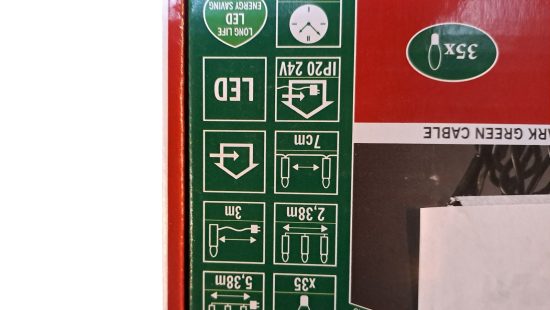 x35
5,38m
2,38m
3m
7cm
ARK GREEN CABLE
IP20 24V
LED
35x
LONG LIFE
LED
ENERGY SAVING